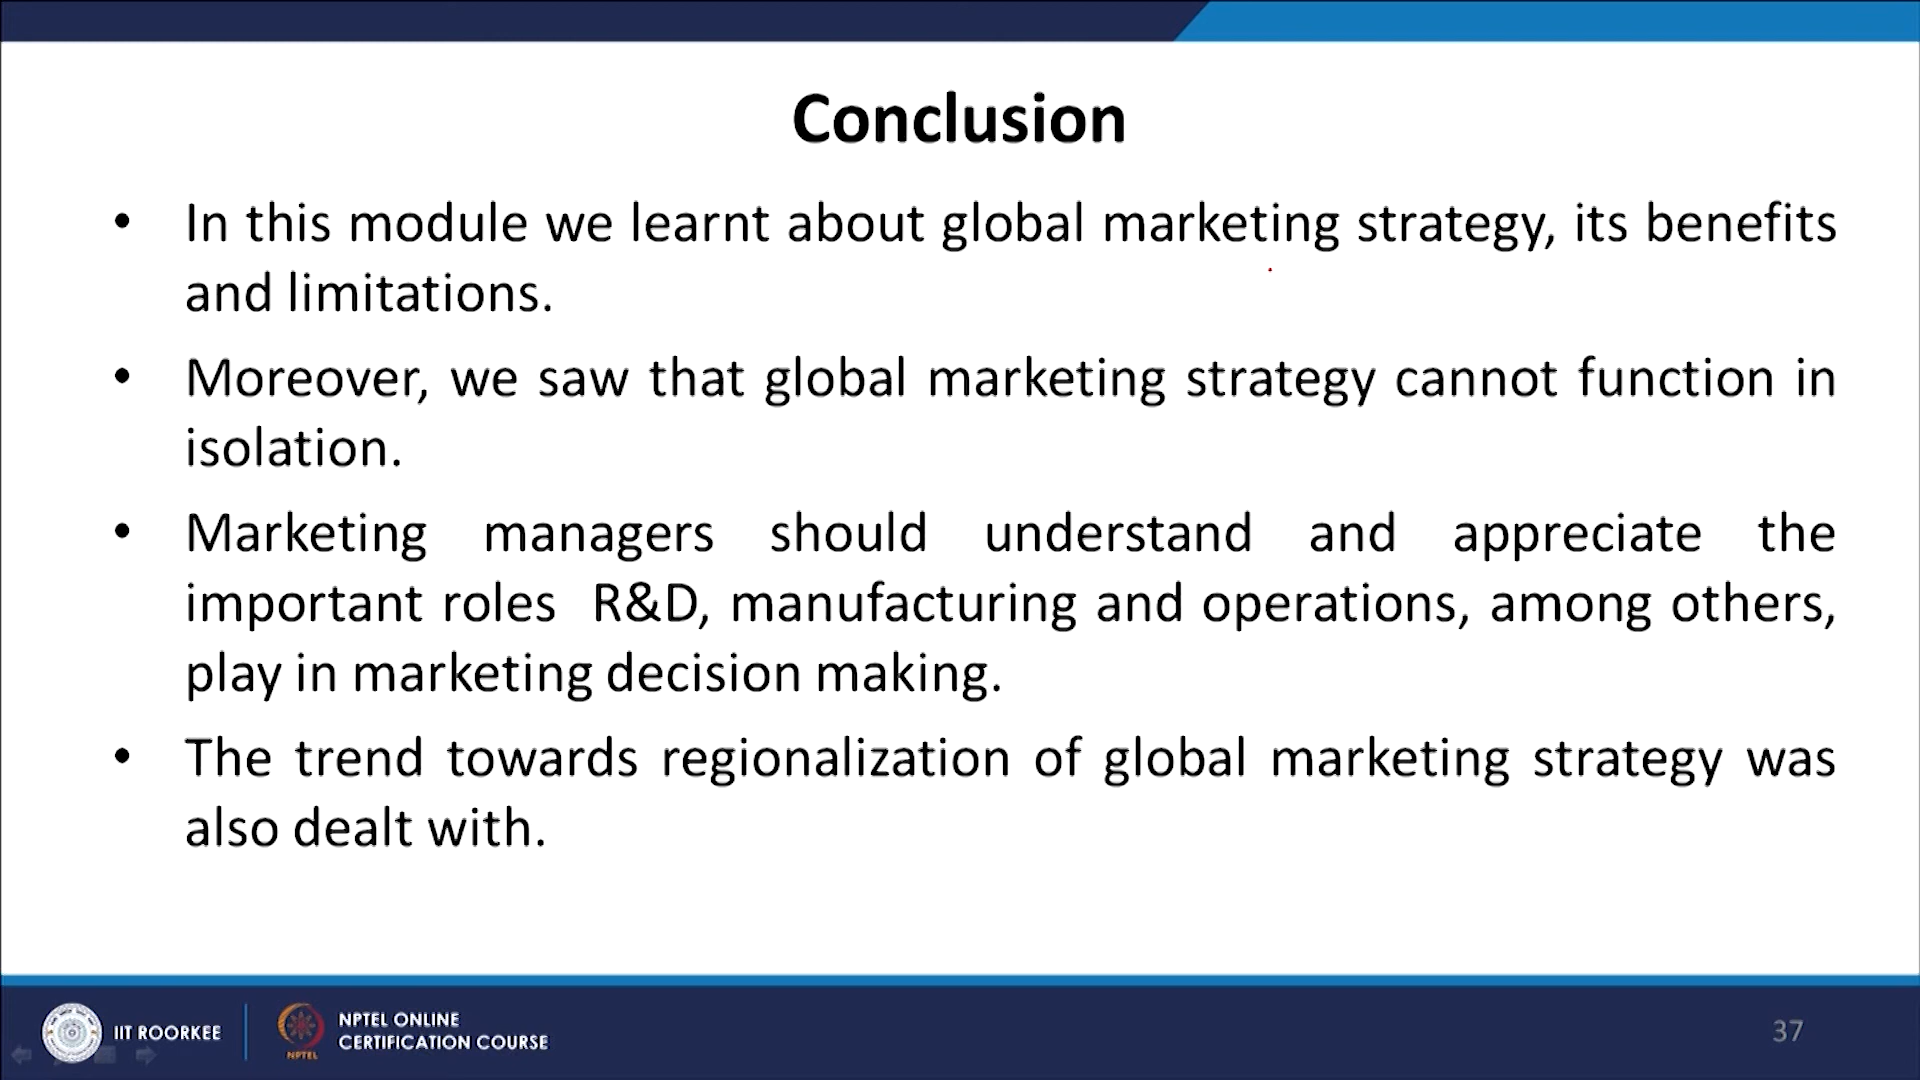 Conclusion
• In this module we learnt about global marketing strategy, its benefits
and limitations.
• Moreover, we saw that global marketing strategy cannot function in
isolation.
• Marketing managers should understand and appreciate the
important roles R&D, manufacturing and operations, among others,
play in marketing decision making.
• The trend towards regionalization of global marketing strategy was
also dealt with.
IIT ROORKEE
NPTEL
NPTEL ONLINE
CERTIFICATION COURSE
37